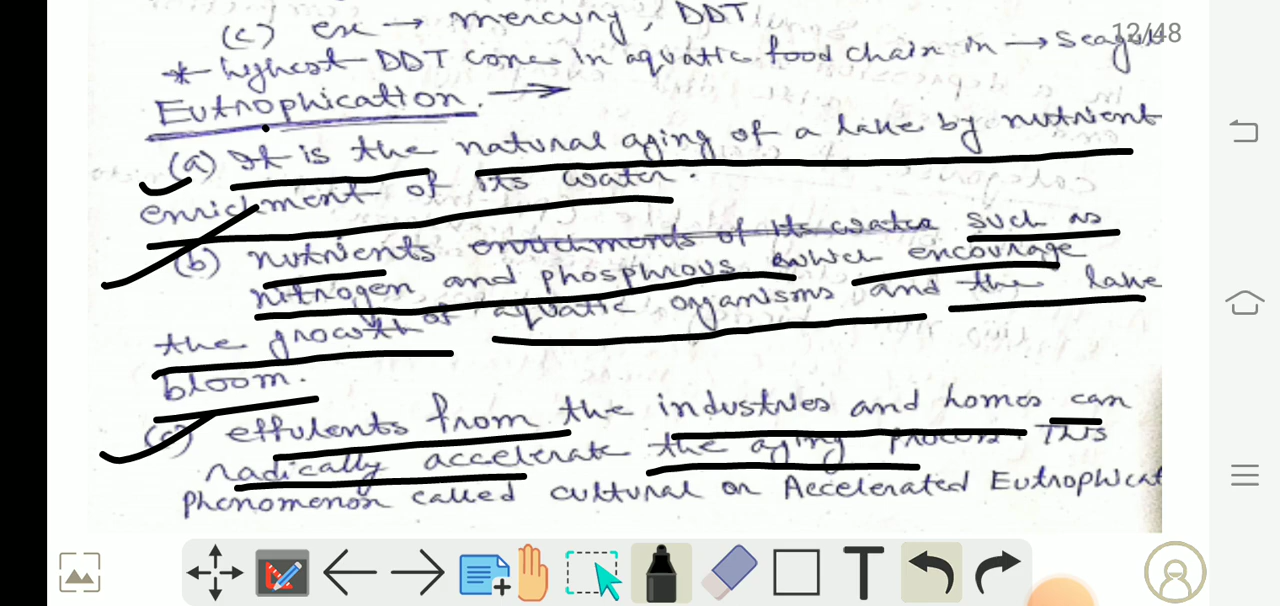 (c) ex → mercury, DDT
12/48
* highest DDT conc in aquatic food chain in → Seagu
Eutrophication. →
(a) It is the natural aging of a lake by nutrient
enrichment of its water.
(b) nutrients enrichments of its water such as
nitrogen and phosphrous which encourage
the growth of aquatic organisms and the lake
bloom.
(c) effulents from the industries and homes can
radically accelerate the aging process. This
Phenomenon called cultural or Accelerated Eutrophicat
T